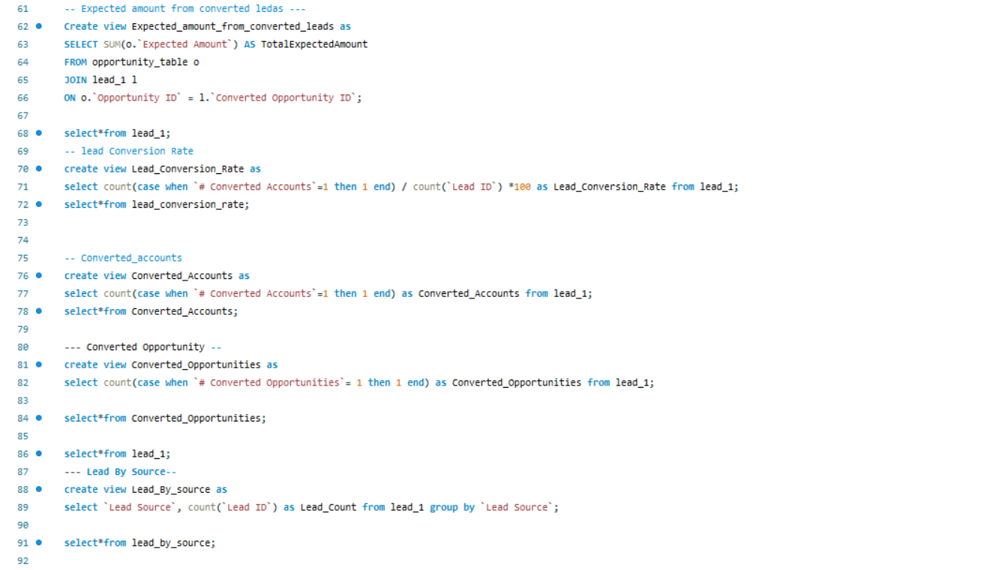 61 -- Expected amount from converted ledas ---
62 Create view Expected_amount_from_converted_leads as
63 SELECT SUM(o.`Expected Amount`) AS TotalExpectedAmount
64 FROM opportunity_table o
65 JOIN lead_1 l
66 ON o.`Opportunity ID` = l.`Converted Opportunity ID`;
67
68 select*from lead_1;
69 -- lead Conversion Rate
70 create view Lead_Conversion_Rate as
71 select count(case when `# Converted Accounts`=1 then 1 end) / count(`Lead ID`) *100 as Lead_Conversion_Rate from lead_1;
72 select*from lead_conversion_rate;
73
74
75 -- Converted_accounts
76 create view Converted_Accounts as
77 select count(case when `# Converted Accounts`=1 then 1 end) as Converted_Accounts from lead_1;
78 select*from Converted_Accounts;
79
80 --- Converted Opportunity --
81 create view Converted_Opportunities as
82 select count(case when `# Converted Opportunities`= 1 then 1 end) as Converted_Opportunities from lead_1;
83
84 select*from Converted_Opportunities;
85
86 select*from lead_1;
87 --- Lead By Source--
88 create view Lead_By_source as
89 select `Lead Source`, count(`Lead ID`) as Lead_Count from lead_1 group by `Lead Source`;
90
91 select*from lead_by_source;
92